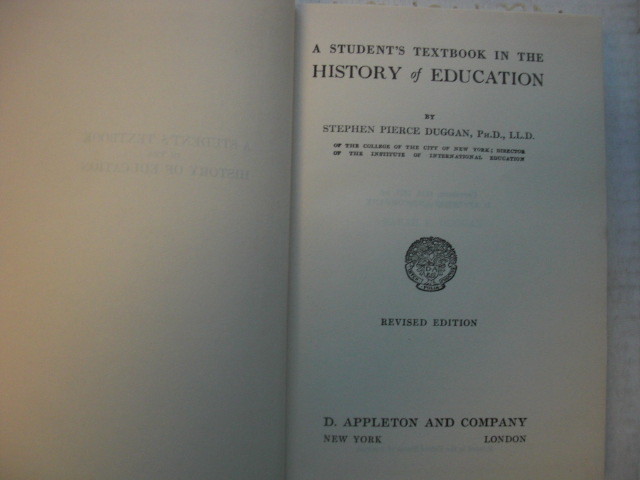 A STUDENT'S TEXTBOOK IN THE
HISTORY of EDUCATION
BY
STEPHEN PIERCE DUGGAN, PH.D., LL.D.
OF THE COLLEGE OF THE CITY OF NEW YORK; DIRECTOR
OF THE INSTITUTE OF INTERNATIONAL EDUCATION
REVISED EDITION
D. APPLETON AND COMPANY
NEW YORK LONDON